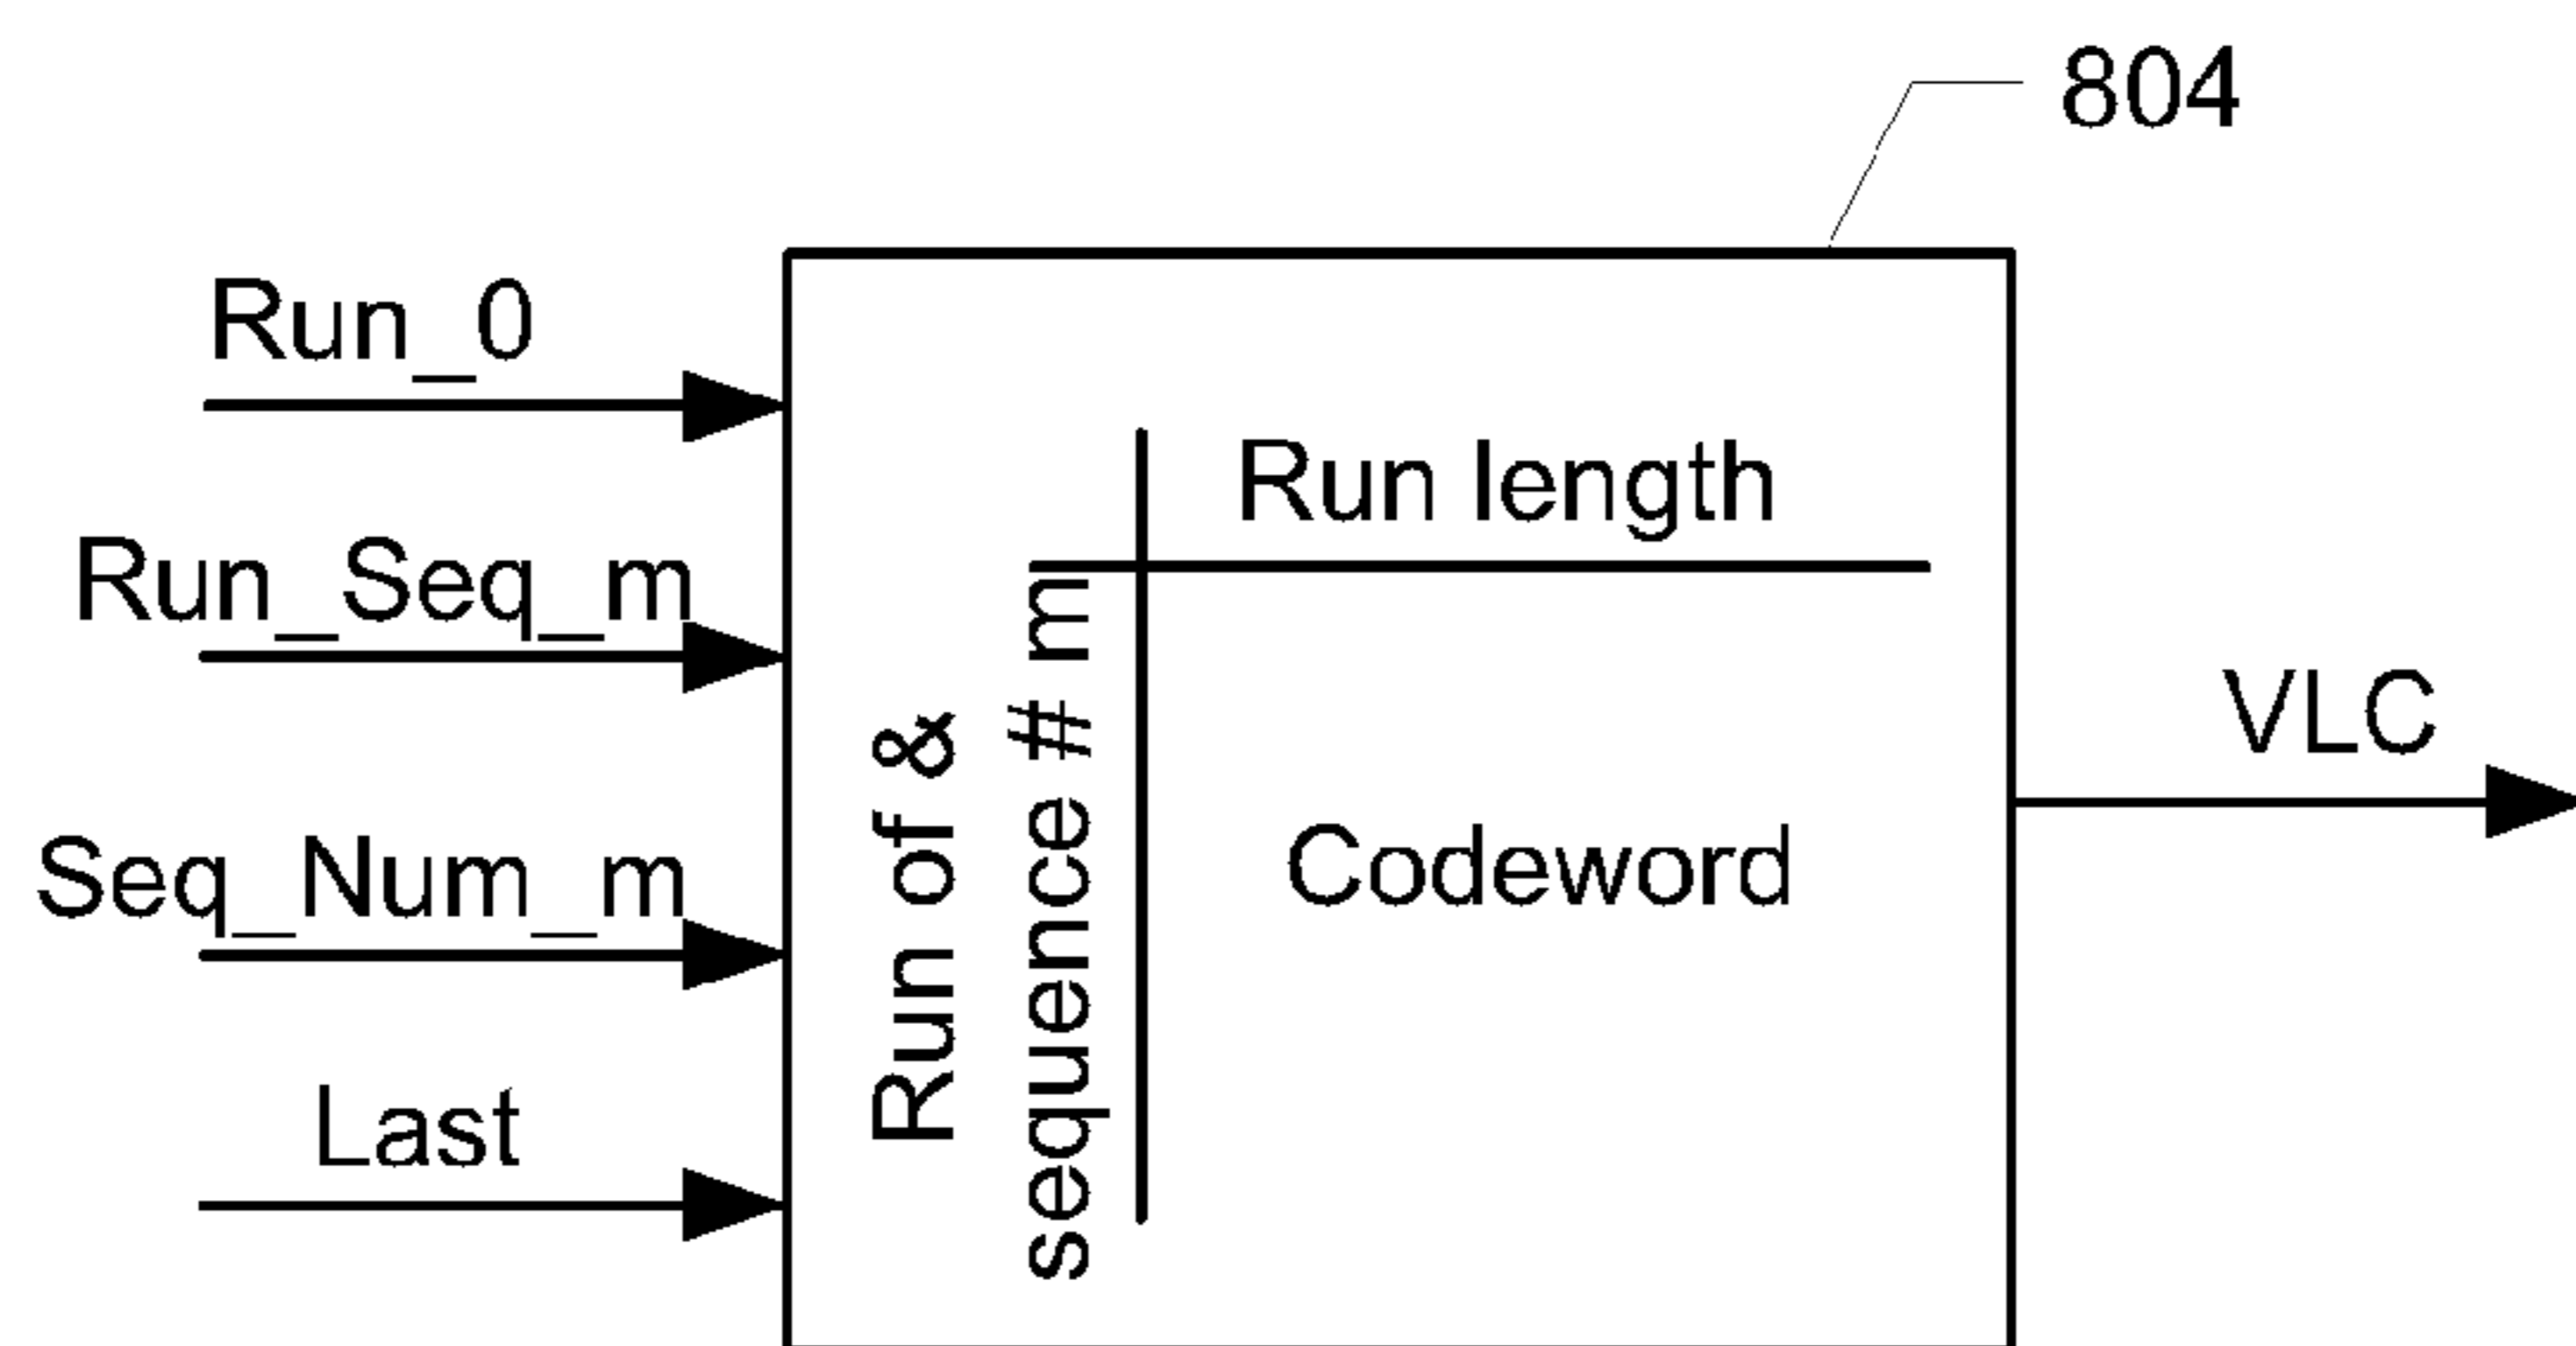 804
Run_0
Run length
Run_Seq_m
Run of &
sequence # m
VLC
Seq_Num_m
Codeword
Last